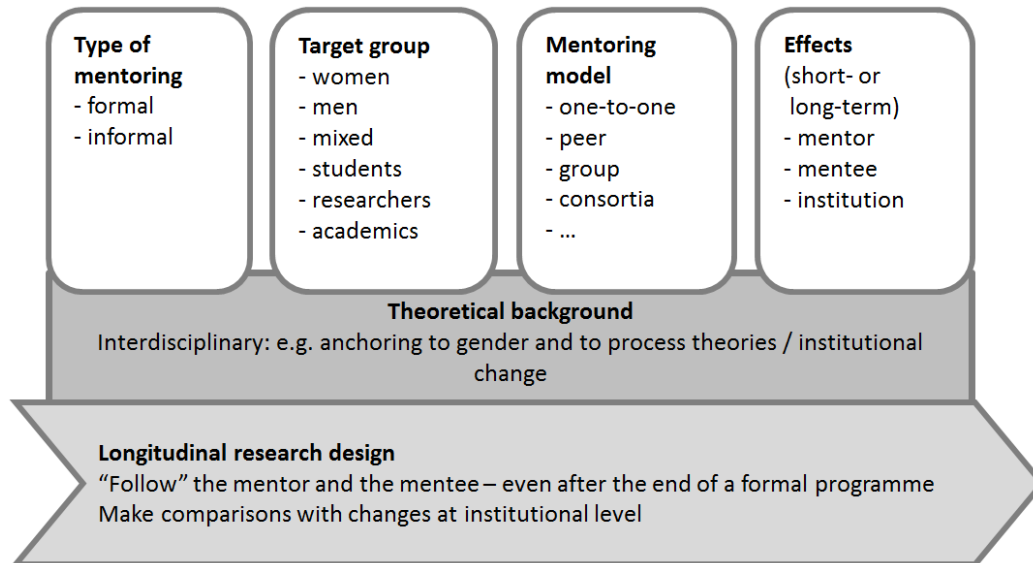 Type of
mentoring
- formal
- informal
Target group
- women
- men
- mixed
- students
- researchers
- academics
Mentoring
model
- one-to-one
- peer
- group
- consortia
- ...
Effects
(short- or
long-term)
- mentor
- mentee
- institution
Theoretical background
Interdisciplinary: e.g. anchoring to gender and to process theories / institutional
change
Longitudinal research design
“Follow” the mentor and the mentee – even after the end of a formal programme
Make comparisons with changes at institutional level